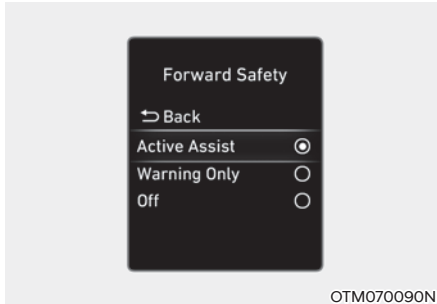 Forward Safety
Back
Active Assist
Warning Only
Off
OTM070090N